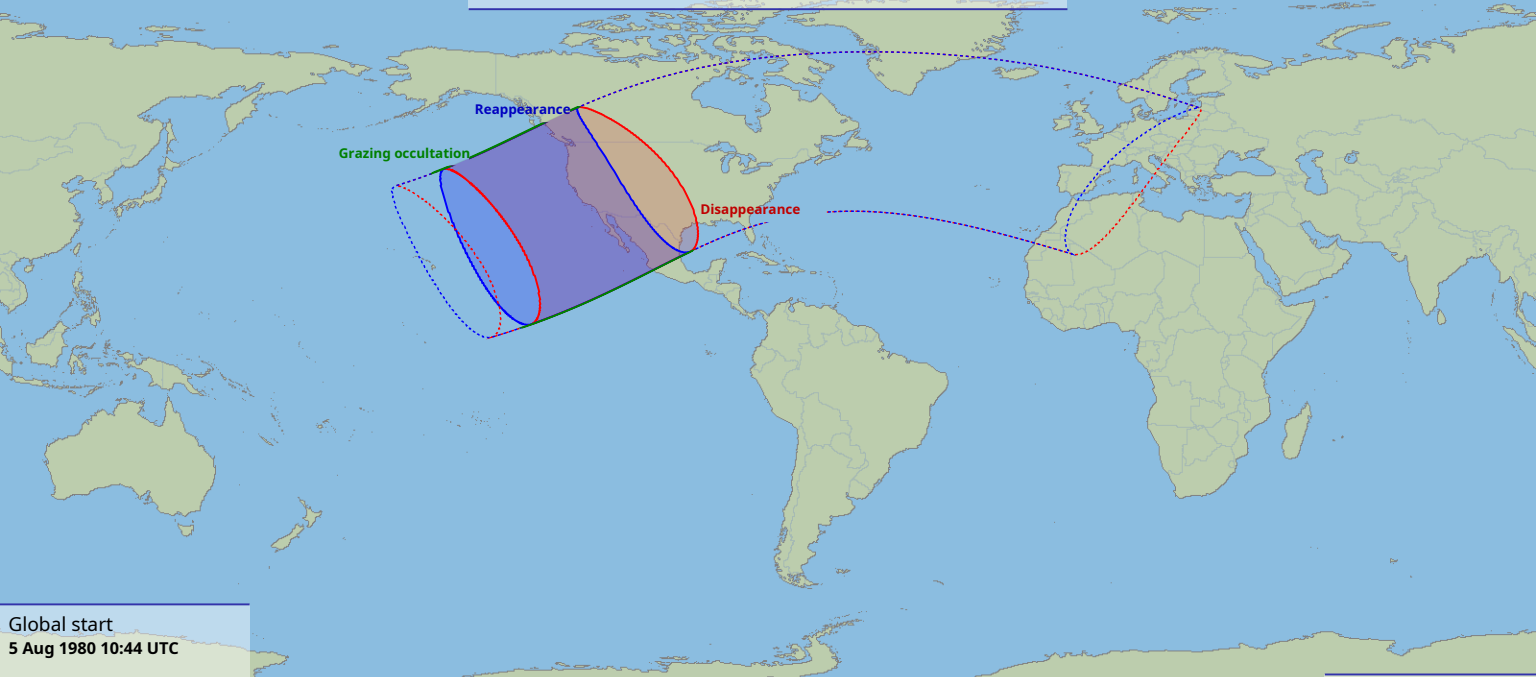 Reappearance
Grazing occultation
Disappearance
Global start
5 Aug 1980 10:44 UTC